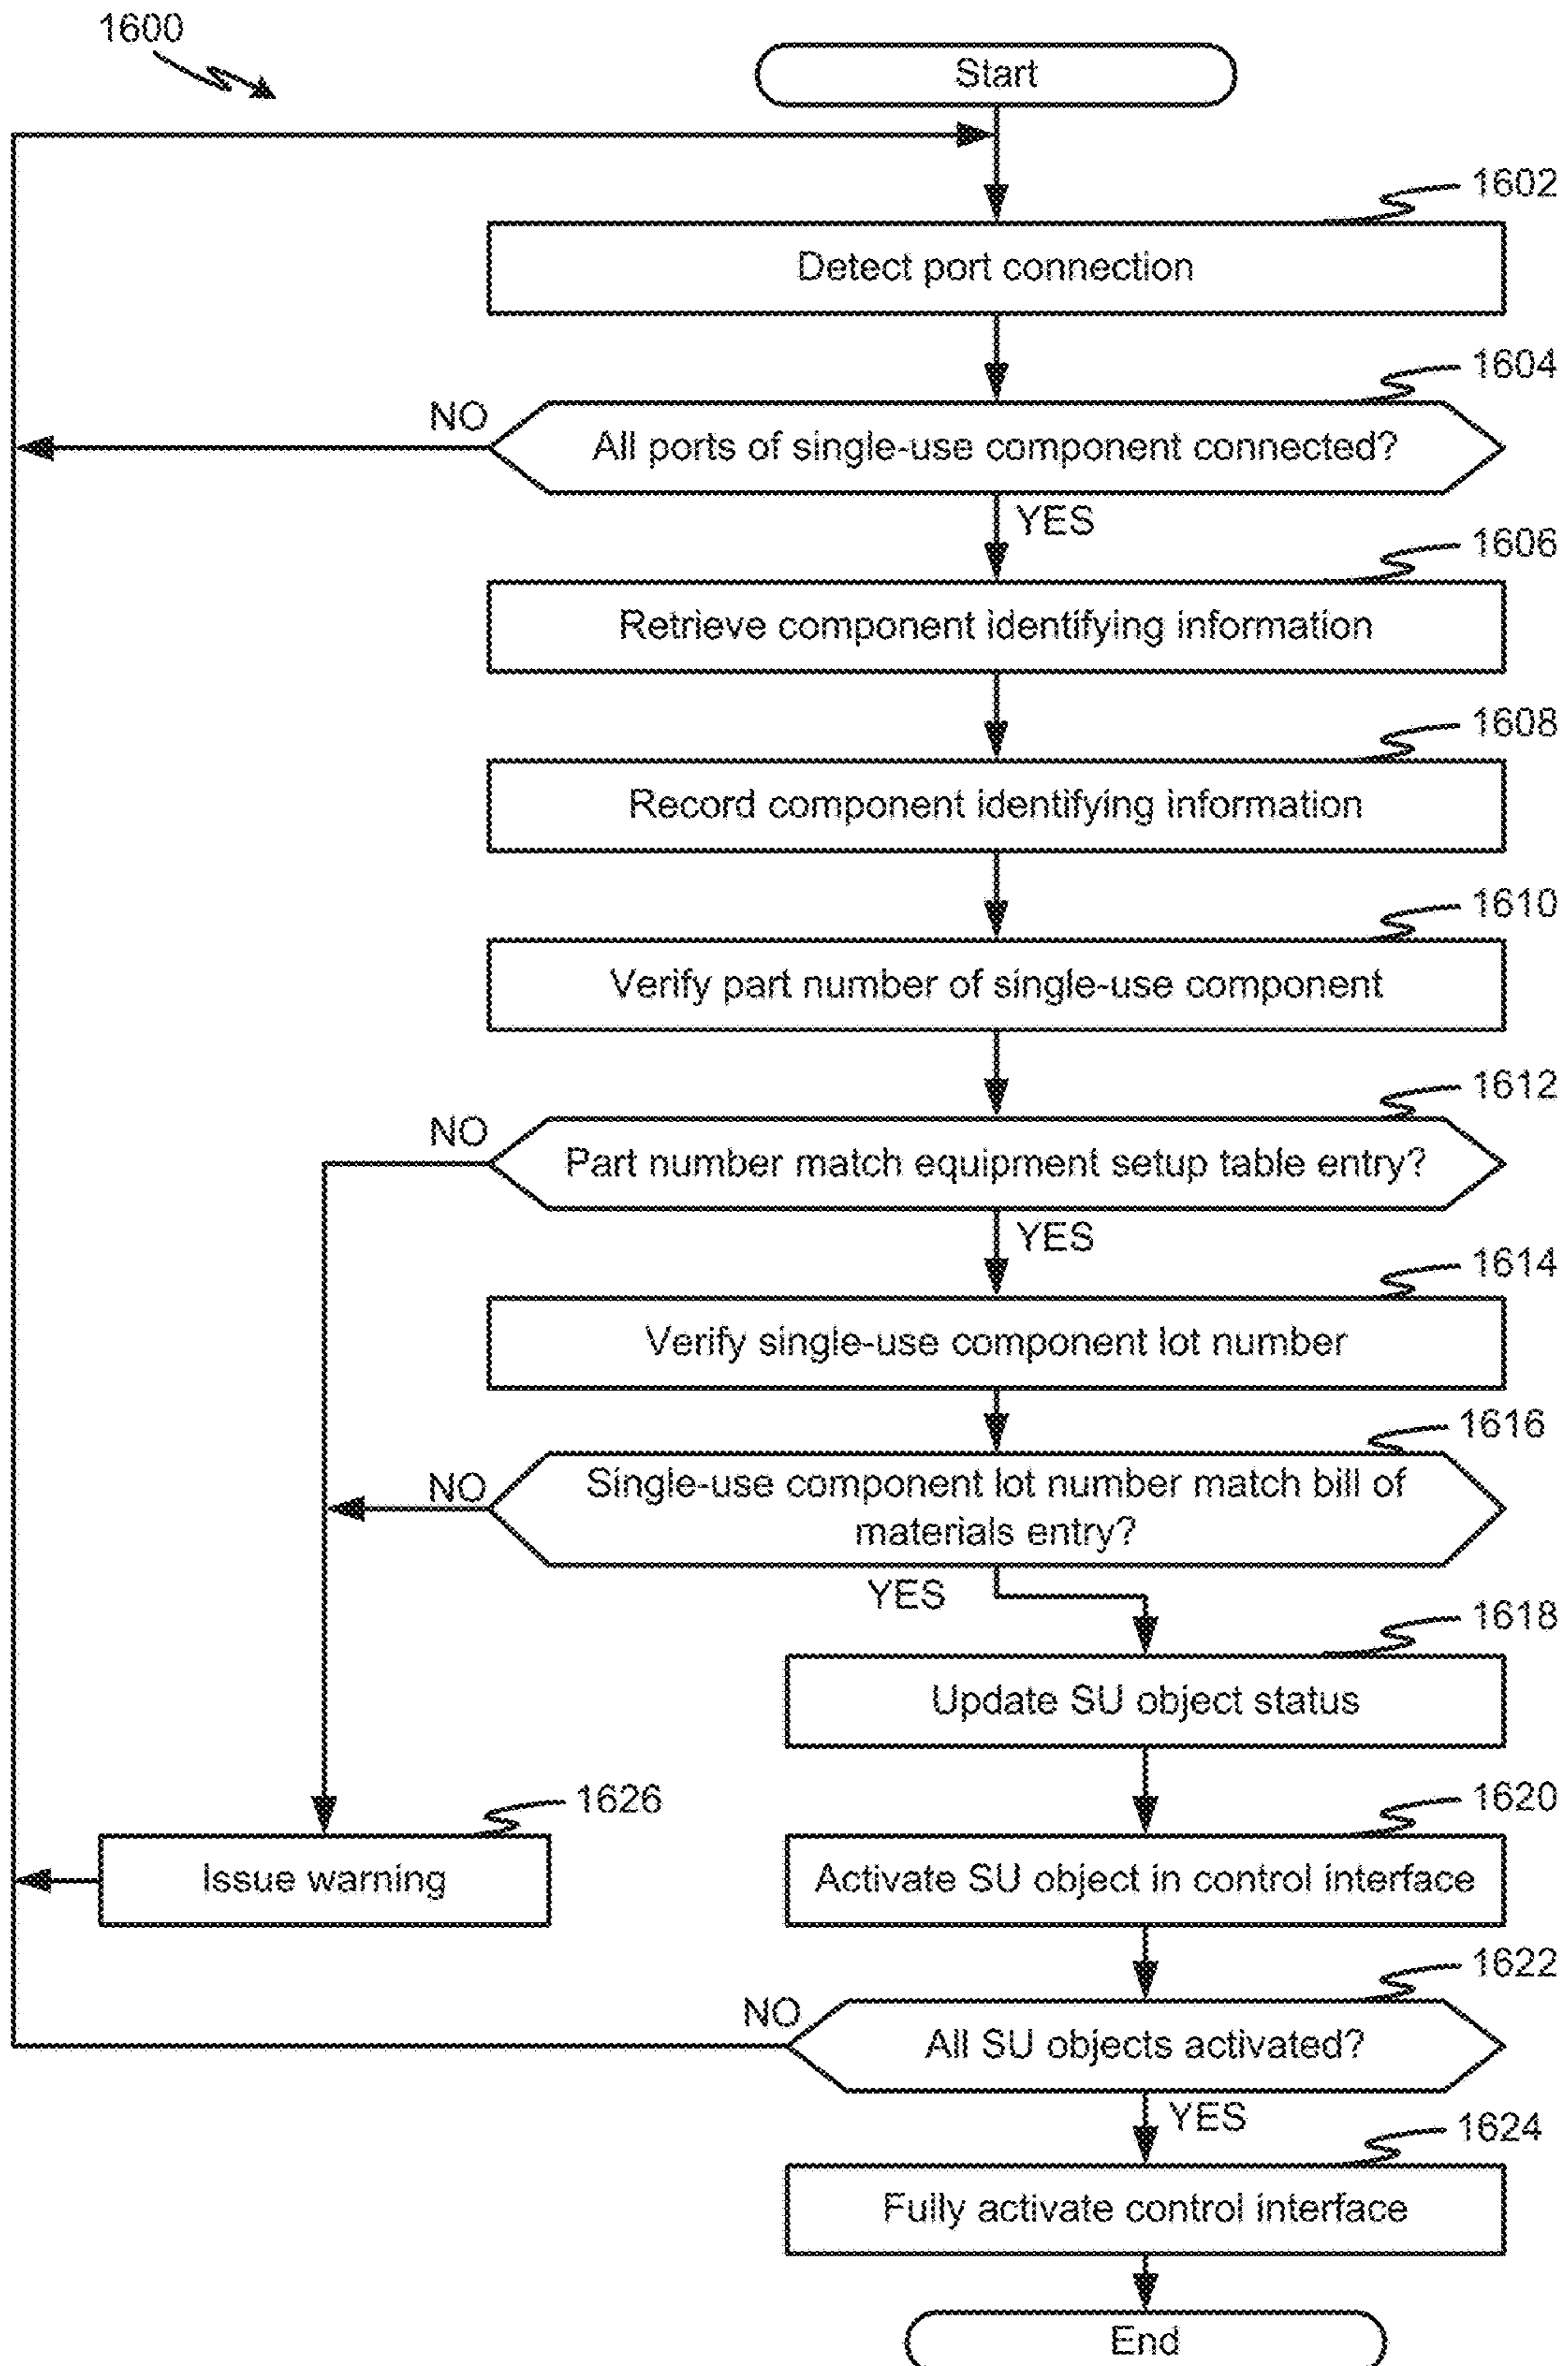 1600
Start
1602
Detect port connection
1604
NO
All ports of single-use component connected?
YES
1606
Retrieve component identifying information
1608
Record component identifying information
1610
Verify part number of single-use component
1612
NO
Part number match equipment setup table entry?
YES
1614
Verify single-use component lot number
1616
NO
Single-use component lot number match bill of
materials entry?
YES
1618
Update SU object status
1626
1620
Issue warning
Activate SU object in control interface
1622
NO
All SU objects activated?
YES
1624
Fully activate control interface
End